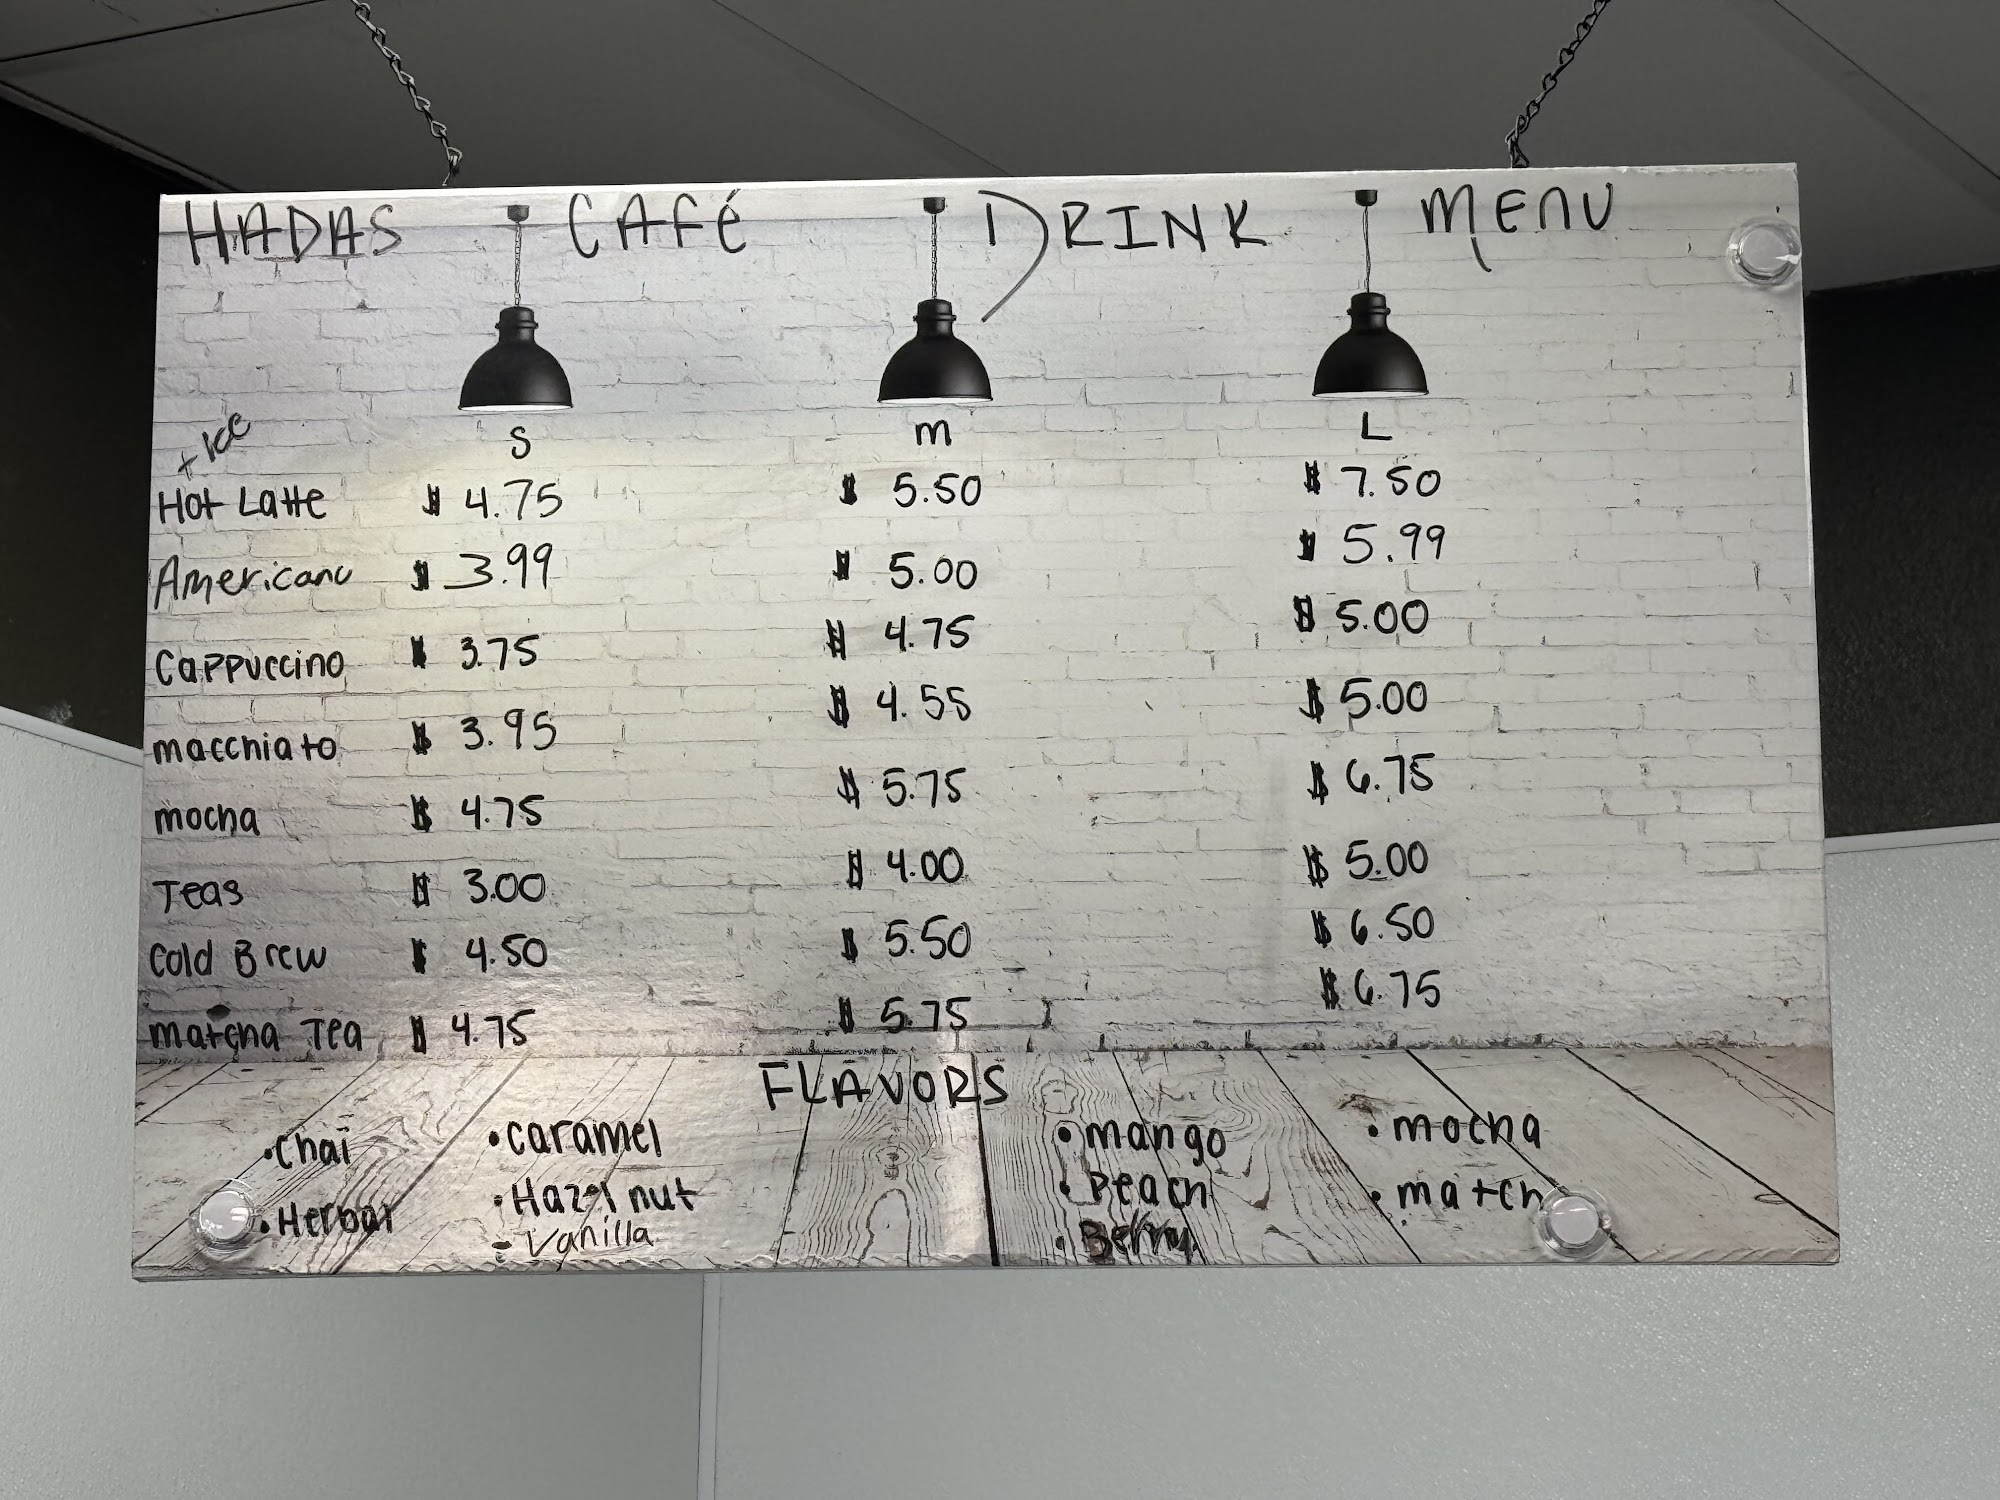 HADAS CAFé DRINK MENU
+ Ice
S M L
Hot Latte $ 4.75 $ 5.50 $ 7.50
Americano $ 3.99 $ 5.00 $ 5.99
Cappuccino $ 3.75 $ 4.75 $ 5.00
macchiato $ 3.95 $ 4.55 $ 5.00
mocha $ 4.75 $ 5.75 $ 6.75
Teas $ 3.00 $ 4.00 $ 5.00
Cold Brew $ 4.50 $ 5.50 $ 6.50
matcha Tea $ 4.75 $ 5.75 $ 6.75
FLAVORS
•Chai •caramel •mango •mocha
•Herbal •Hazelnut •Peach •matcha
- Vanilla •Berry